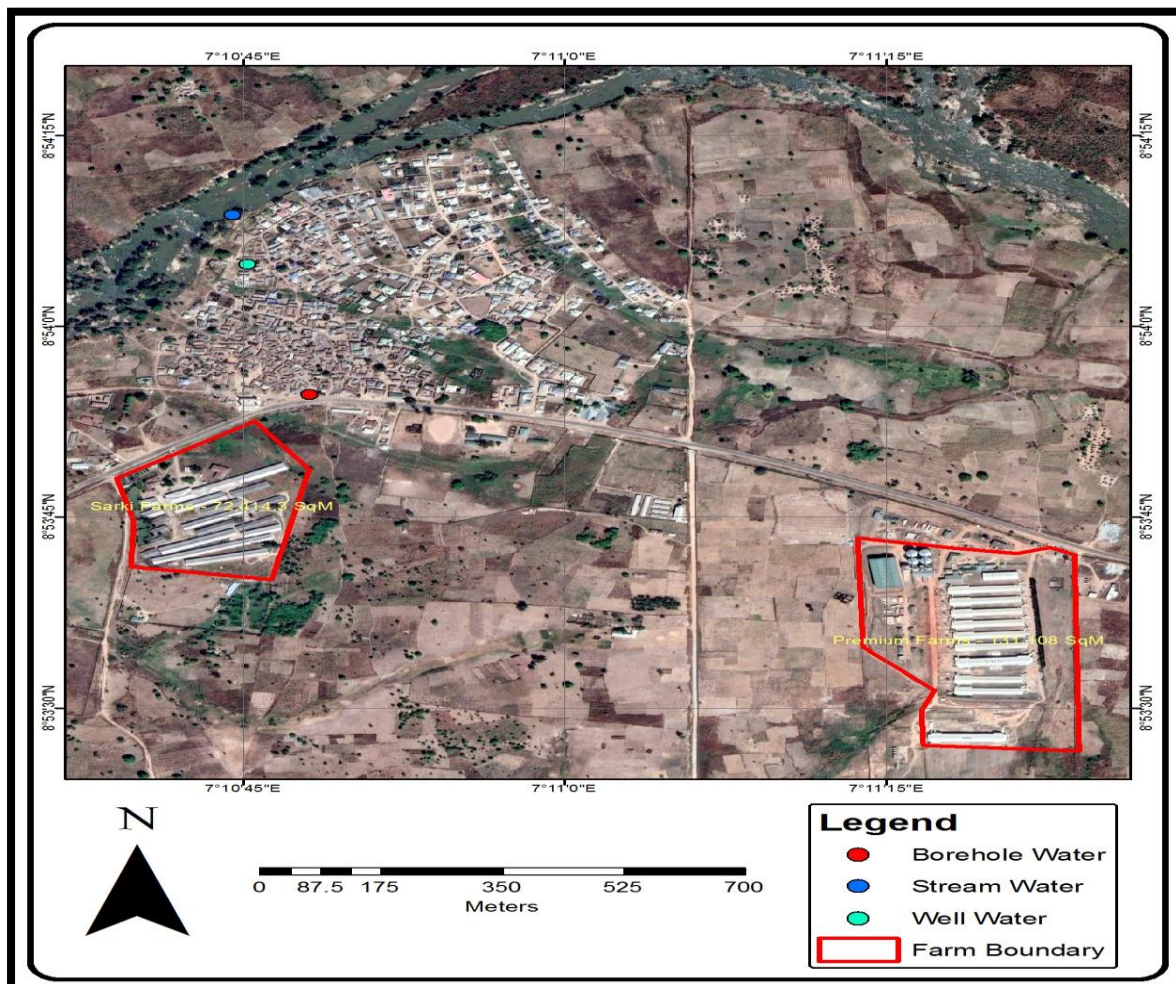 7°10'45"E 7°11'0"E 7°11'15"E
8°54'15"N 8°54'15"N
8°54'0"N 8°54'0"N
Sarki Farms - 72,414.3 SqM
8°53'45"N 8°53'45"N
Premium Farms - 131,108 SqM
8°53'30"N 8°53'30"N
7°10'45"E 7°11'0"E 7°11'15"E
N
0 87.5 175 350 525 700
Meters
Legend
Borehole Water
Stream Water
Well Water
Farm Boundary